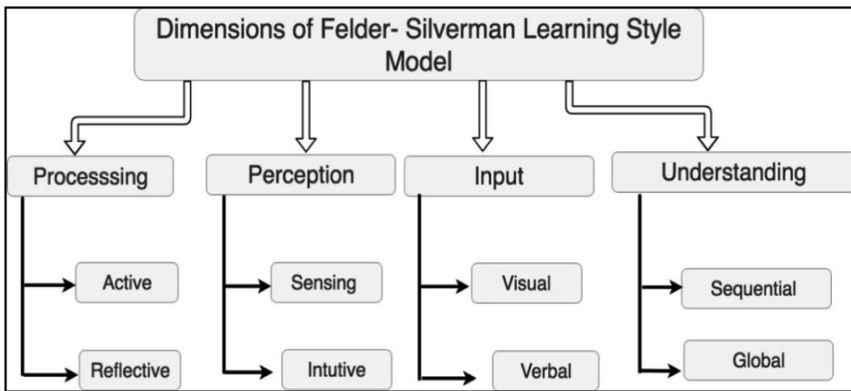 Dimensions of Felder- Silverman Learning Style
Model
Processsing
Perception
Input
Understanding
Active
Sensing
Visual
Sequential
Reflective
Intutive
Verbal
Global